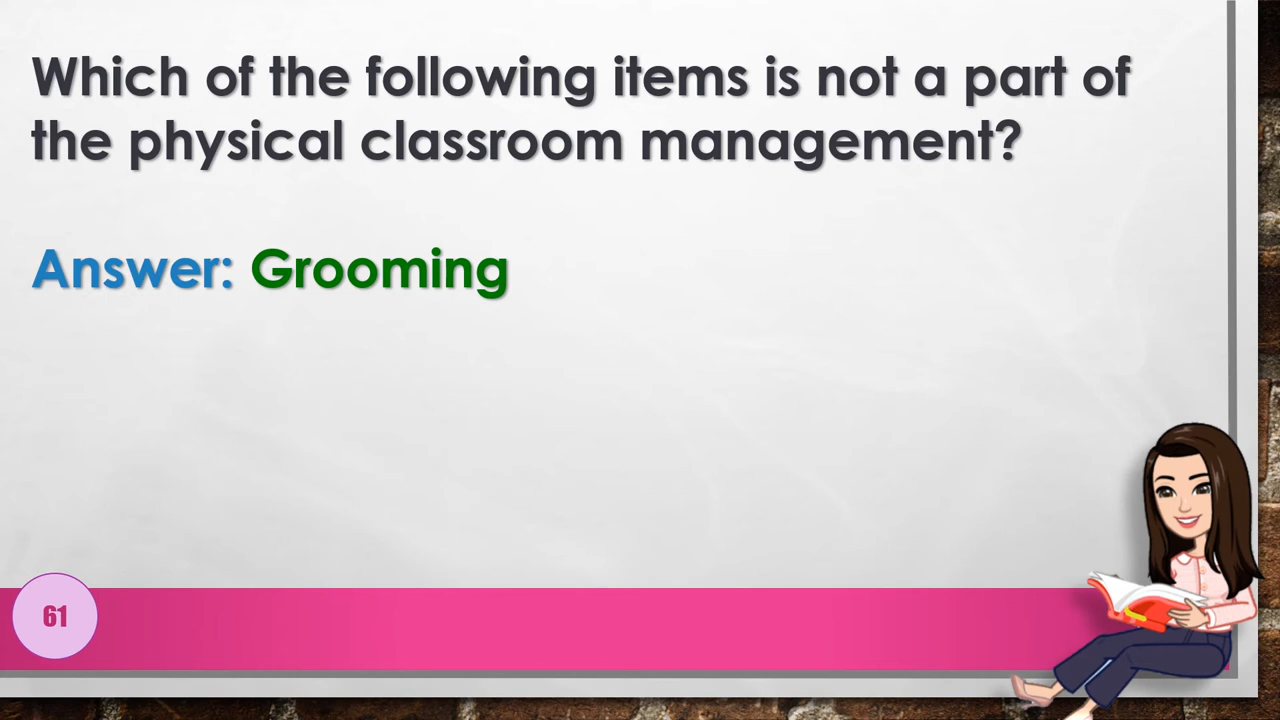 Which of the following items is not a part of
the physical classroom management?
Answer: Grooming
61